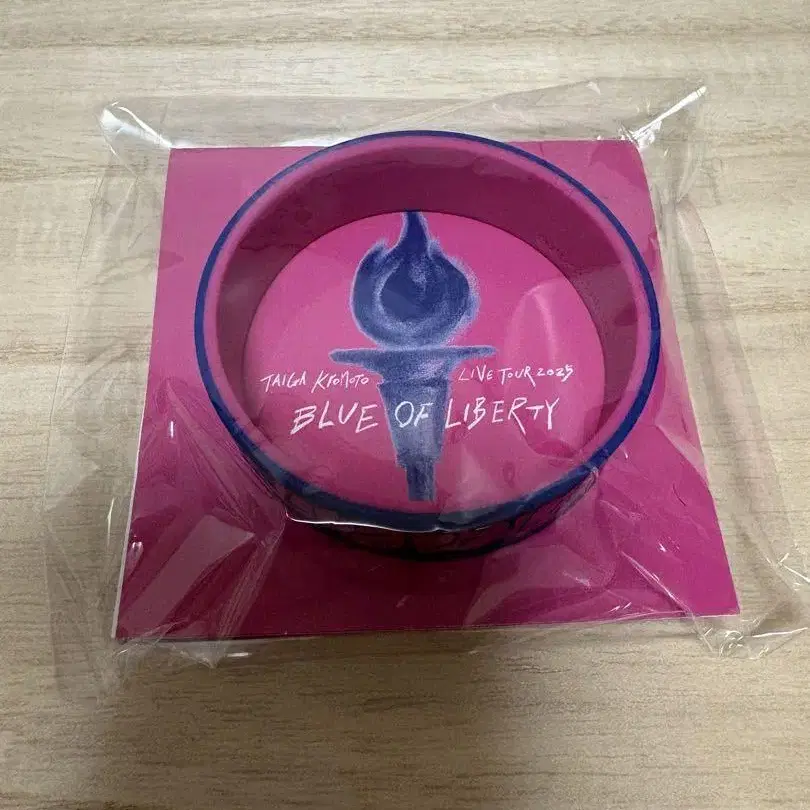 TAIGA KYOMOTO LIVE TOUR 2025
BLUE OF LIBERTY